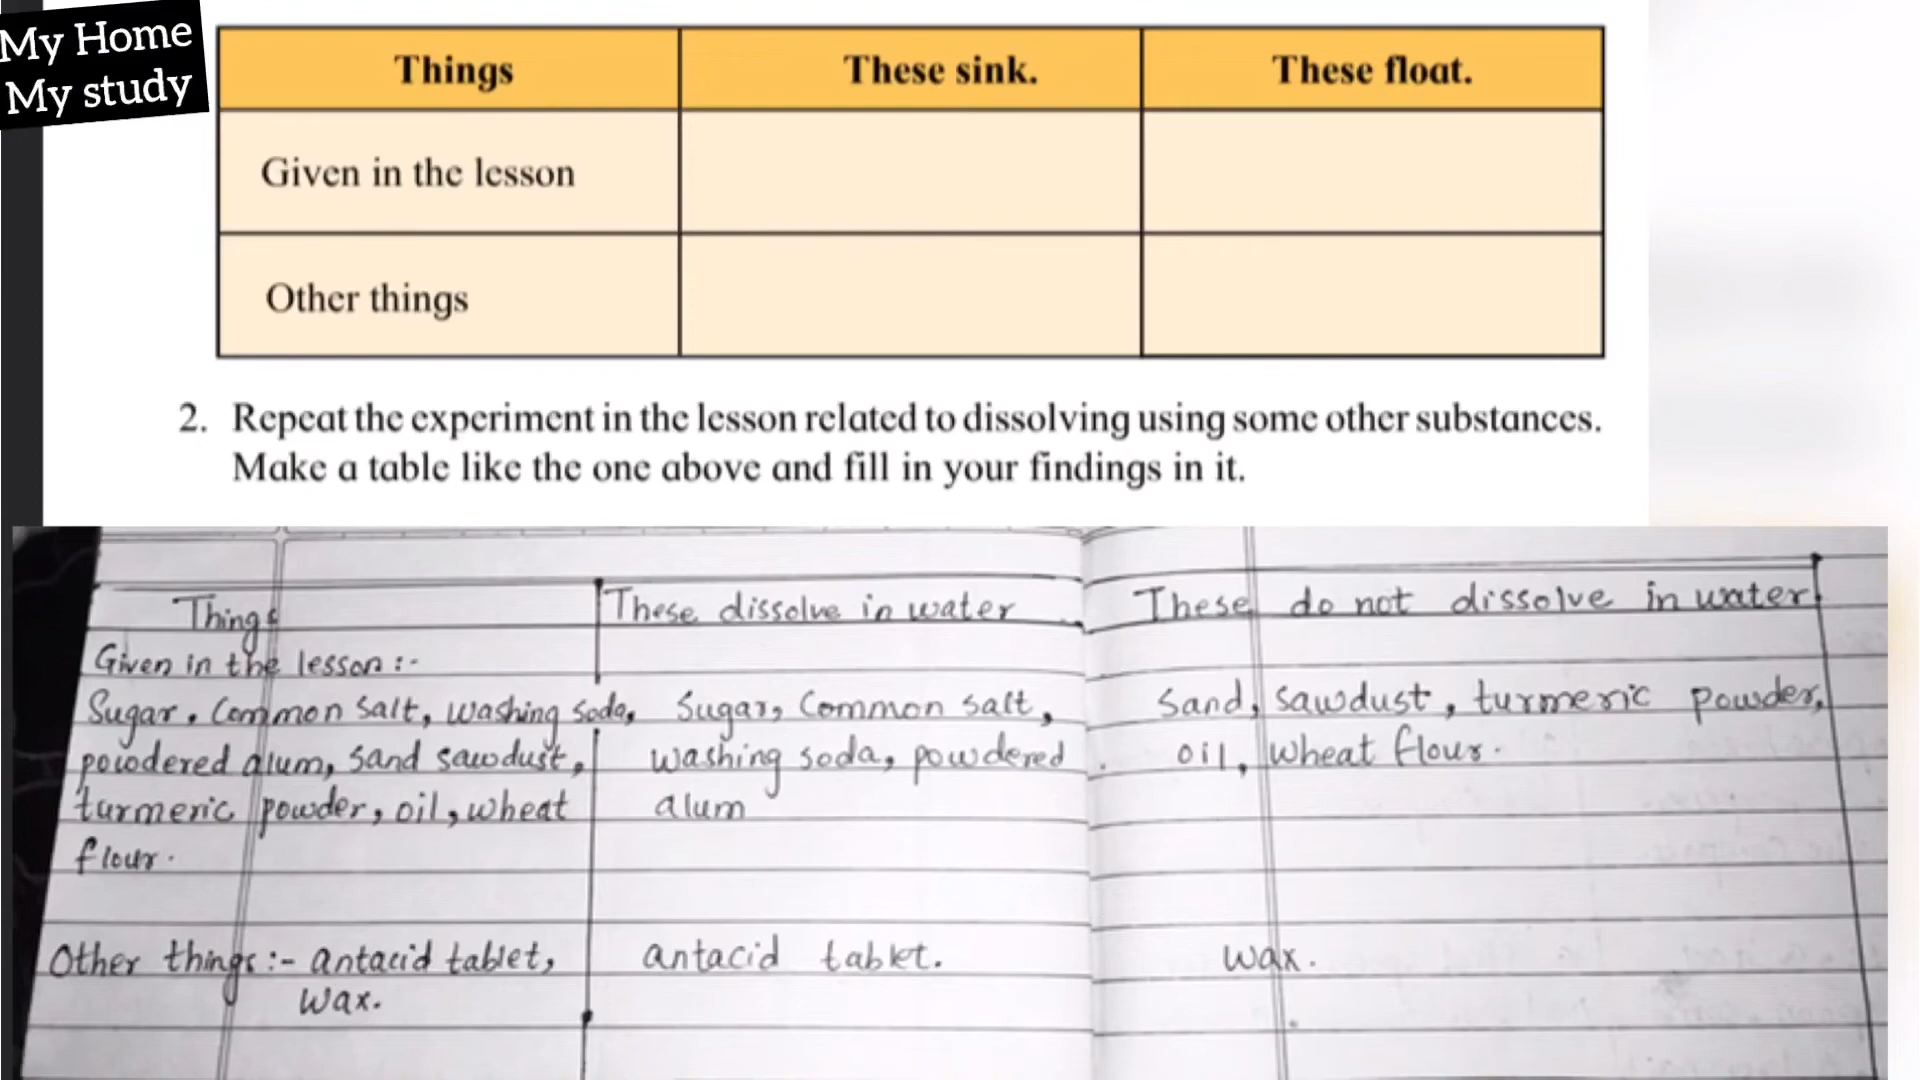 My Home
My study
Things These sink. These float.
Given in the lesson
Other things
2. Repeat the experiment in the lesson related to dissolving using some other substances.
Make a table like the one above and fill in your findings in it.
Things These dissolve in water These do not dissolve in water
Given in the lesson :-
Sugar, Common salt, washing soda, Sugar, Common salt, Sand, sawdust, turmeric powder,
powdered alum, sand sawdust, washing soda, powdered oil, wheat flour.
turmeric powder, oil, wheat alum
flour.
Other things :- antacid tablet, antacid tablet. wax.
wax.